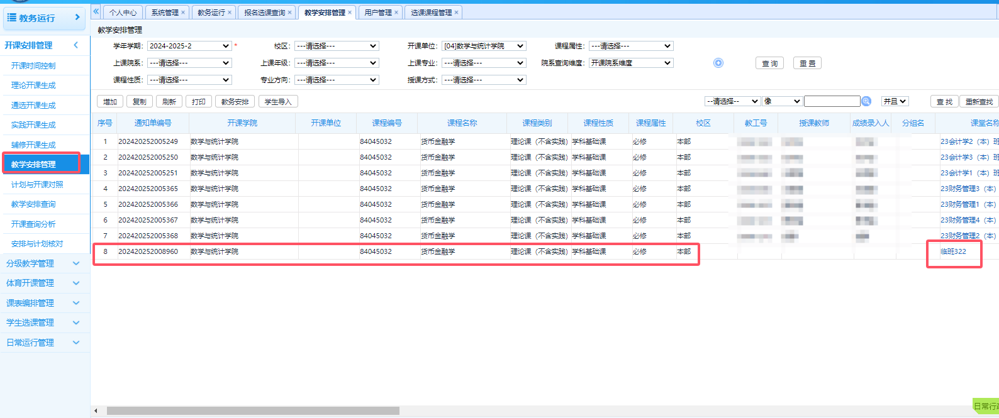 教务运行
个人中心 系统管理 × 教务运行 × 报名选课查询 × 教学安排管理 × 用户管理 × 选课课程管理 ×
教学安排管理
开课安排管理
开课时间控制
理论开课生成
通选开课生成
实践开课生成
辅修开课生成
教学安排管理
计划与开课对照
教学安排查询
开课查询分析
安排与计划核对
分级教学管理
体育开课管理
课表编排管理
学生选课管理
日常运行管理
学年学期: 2024-2025-2 * 校区: ---请选择--- 开课单位: [04]数学与统计学院 课程属性: ---请选择---
上课院系: ---请选择--- 上课年级: ---请选择--- 上课专业: ---请选择--- 院系查询维度: 开课院系维度 查 询 重 置
课程性质: ---请选择--- 专业方向: ---请选择--- 授课方式: ---请选择---
增加 复制 刷新 打印 教务安排 学生导入 --请选择-- 像 并且 查 找 重新查找
序号 通知单编号 开课学院 开课单位 课程编号 课程名称 课程类别 课程性质 课程属性 校区 教工号 授课教师 成绩录入人 分组名 课堂名称
1 202420252005249 数学与统计学院 84045032 货币金融学 理论课（不含实践） 学科基础课 必修 本部 23会计学2（本）班
2 202420252005250 数学与统计学院 84045032 货币金融学 理论课（不含实践） 学科基础课 必修 本部 23会计学3（本）班
3 202420252005251 数学与统计学院 84045032 货币金融学 理论课（不含实践） 学科基础课 必修 本部 23会计学1（本）班
4 202420252005365 数学与统计学院 84045032 货币金融学 理论课（不含实践） 学科基础课 必修 本部 23财务管理3（本）
5 202420252005366 数学与统计学院 84045032 货币金融学 理论课（不含实践） 学科基础课 必修 本部 23财务管理1（本）
6 202420252005367 数学与统计学院 84045032 货币金融学 理论课（不含实践） 学科基础课 必修 本部 23财务管理4（本）
7 202420252005368 数学与统计学院 84045032 货币金融学 理论课（不含实践） 学科基础课 必修 本部 23财务管理2（本）
8 202420252008960 数学与统计学院 84045032 货币金融学 理论课（不含实践） 学科基础课 必修 本部 临班322
日常行政